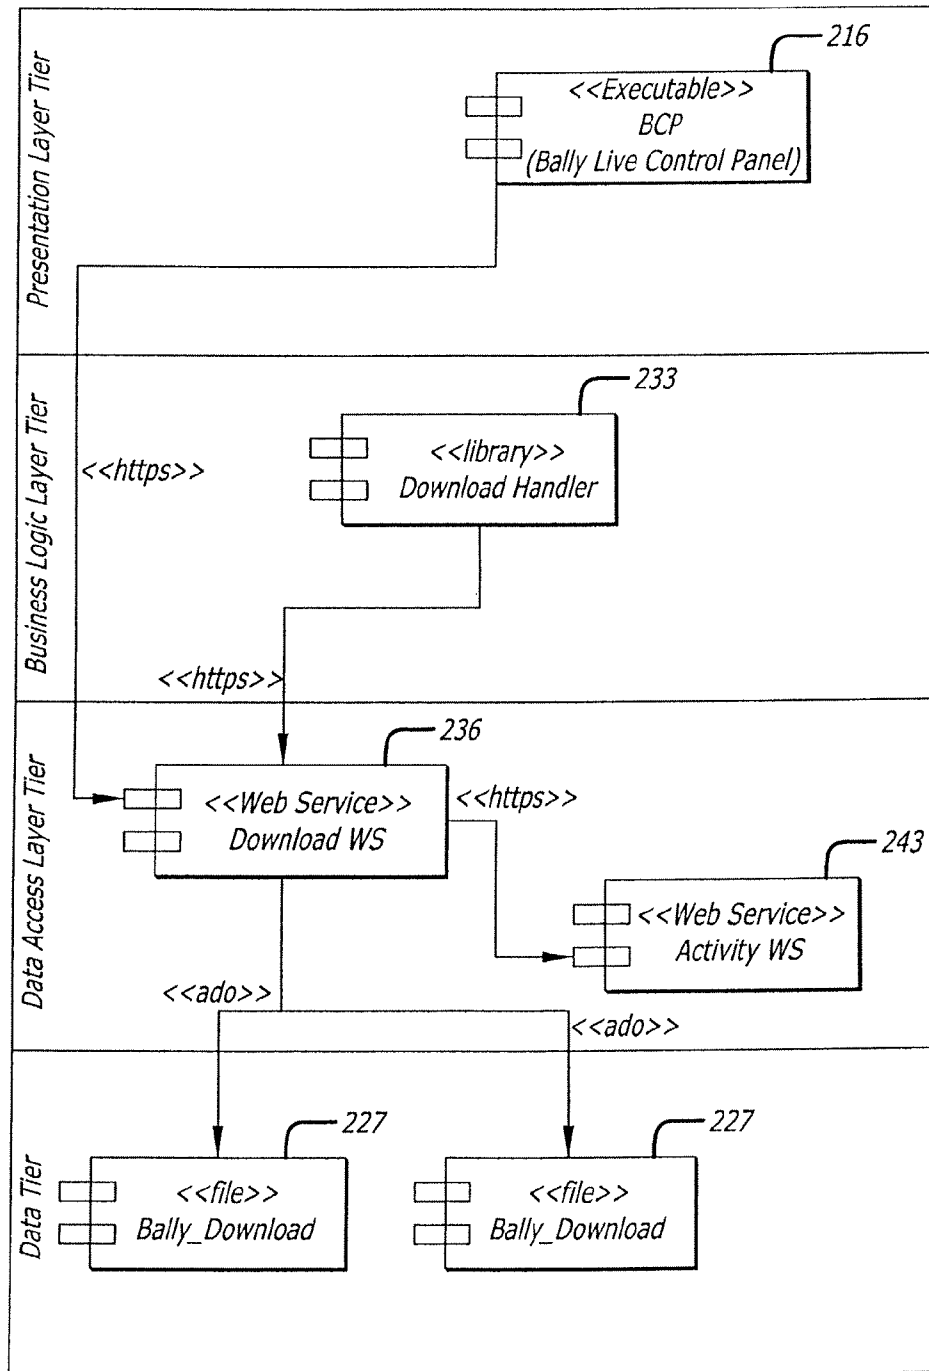 Presentation Layer Tier
216
<<Executable>>
BCP
(Bally Live Control Panel)
Business Logic Layer Tier
233
<<library>>
Download Handler
<<https>>
<<https>>
Data Access Layer Tier
236
<<Web Service>>
Download WS
<<https>>
243
<<Web Service>>
Activity WS
<<ado>>
<<ado>>
Data Tier
227
<<file>>
Bally_Download
227
<<file>>
Bally_Download